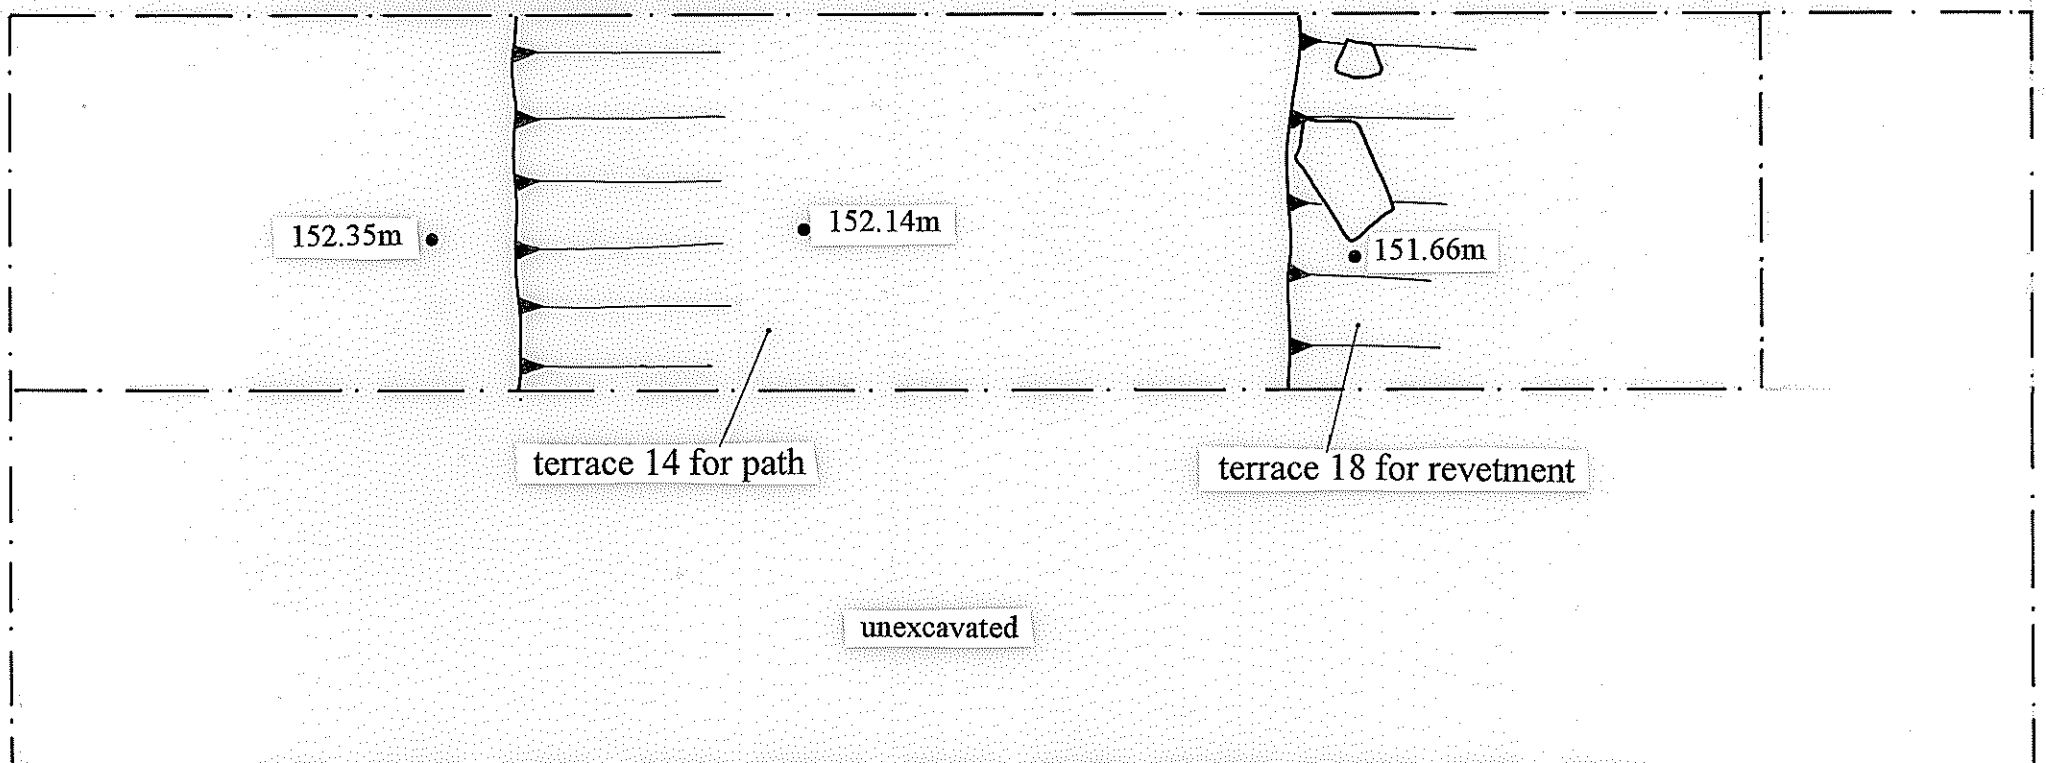 152.35m
152.14m
151.66m
terrace 14 for path
terrace 18 for revetment
unexcavated